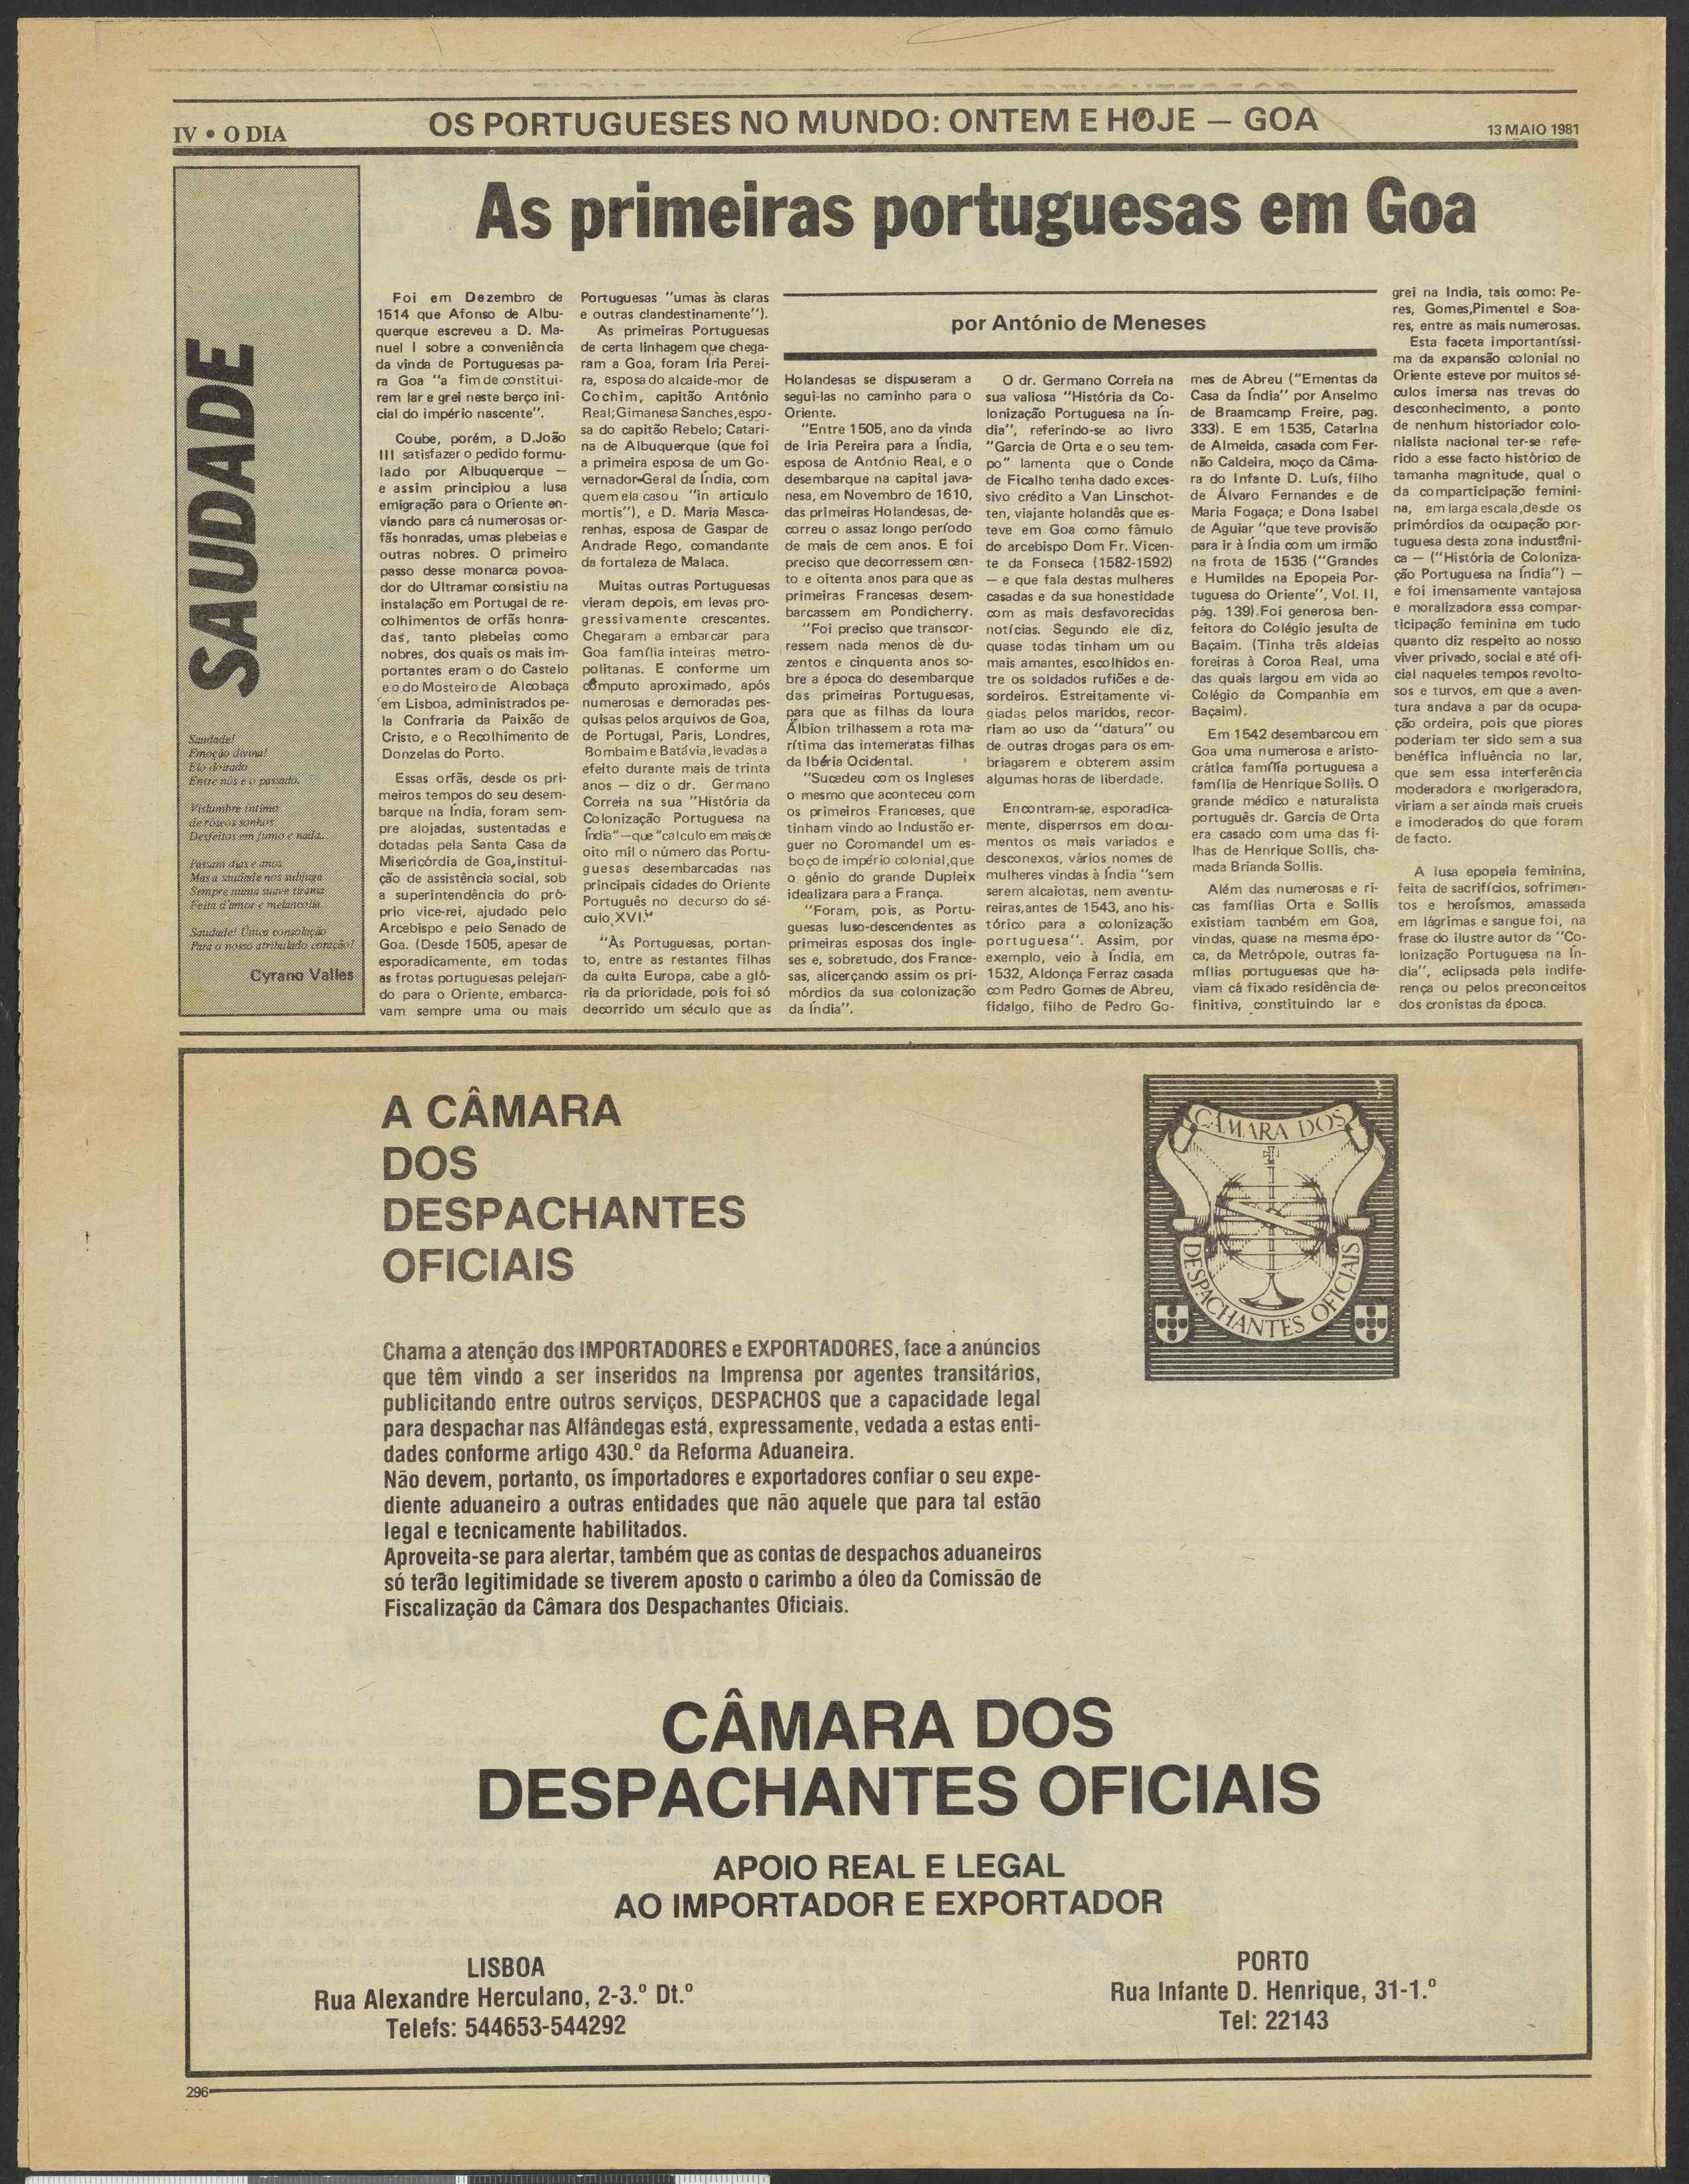 IV • O DIA
OS PORTUGUESES NO MUNDO: ONTEM E HOJE — GOA
13 MAIO 1981
SAUDADE
Saudade!
Emoção divina!
Elo doirado
Entre nós e o passado.
Vislumbre íntimo
de róseos sonhos
Desfeitos em fumo e nada...
Passam dias e anos
Mas a saudade nos subjuga
Sempre numa suave tirania
Feita d'amor e melancolia.
Saudade! Única consolação
Para o nosso atribulado coração!
Cyrano Valles
As primeiras portuguesas em Goa
por António de Meneses
Foi em Dezembro de
1514 que Afonso de Albu-
querque escreveu a D. Ma-
nuel I sobre a conveniência
da vinda de Portuguesas pa-
ra Goa "a fim de constitui-
rem lar e grei neste berço ini-
cial do império nascente".
Coube, porém, a D.João
III satisfazer o pedido formu-
lado por Albuquerque —
e assim principiou a lusa
emigração para o Oriente en-
viando para cá numerosas or-
fãs honradas, umas plebeias e
outras nobres. O primeiro
passo desse monarca povoa-
dor do Ultramar consistiu na
instalação em Portugal de re-
colhimentos de orfãs honra-
das, tanto plebeias como
nobres, dos quais os mais im-
portantes eram o do Castelo
e o do Mosteiro de Alcobaça
em Lisboa, administrados pe-
la Confraria da Paixão de
Cristo, e o Recolhimento de
Donzelas do Porto.
Essas orfãs, desde os pri-
meiros tempos do seu desem-
barque na Índia, foram sem-
pre alojadas, sustentadas e
dotadas pela Santa Casa da
Misericórdia de Goa, institui-
ção de assistência social, sob
a superintendência do pró-
prio vice-rei, ajudado pelo
Arcebispo e pelo Senado de
Goa. (Desde 1505, apesar de
esporadicamente, em todas
as frotas portuguesas pelejan-
do para o Oriente, embarca-
vam sempre uma ou mais
Portuguesas "umas às claras
e outras clandestinamente").
As primeiras Portuguesas
de certa linhagem que chega-
ram a Goa, foram Íria Perei-
ra, esposa do alcaide-mor de
Cochim, capitão António
Real;Gimanesa Sanches,espo-
sa do capitão Rebelo; Catari-
na de Albuquerque (que foi
a primeira esposa de um Go-
vernador-Geral da Índia, com
quem ela casou "in articulo
mortis"), e D. Maria Masca-
renhas, esposa de Gaspar de
Andrade Rego, comandante
da fortaleza de Malaca.
Muitas outras Portuguesas
vieram depois, em levas pro-
gressivamente crescentes.
Chegaram a embarcar para
Goa família inteiras metro-
politanas. E conforme um
cômputo aproximado, após
numerosas e demoradas pes-
quisas pelos arquivos de Goa,
de Portugal, Paris, Londres,
Bombaim e Batávia, levadas a
efeito durante mais de trinta
anos — diz o dr. Germano
Correia na sua "História da
Colonização Portuguesa na
Índia" — que "calculo em mais de
oito mil o número das Portu-
guesas desembarcadas nas
principais cidades do Oriente
Português no decurso do sé-
culo XVI."
"Às Portuguesas, portan-
to, entre as restantes filhas
da culta Europa, cabe a gló-
ria da prioridade, pois foi só
decorrido um século que as
Holandesas se dispuseram a
segui-las no caminho para o
Oriente.
"Entre 1505, ano da vinda
de Iria Pereira para a Índia,
esposa de António Real, e o
desembarque na capital java-
nesa, em Novembro de 1610,
das primeiras Holandesas, de-
correu o assaz longo período
de mais de cem anos. E foi
preciso que decorressem cen-
to e oitenta anos para que as
primeiras Francesas desem-
barcassem em Pondicherry.
"Foi preciso que transcor-
ressem nada menos de du-
zentos e cinquenta anos so-
bre a época do desembarque
das primeiras Portuguesas,
para que as filhas da loura
Álbion trilhassem a rota ma-
rítima das intemeratas filhas
da Ibéria Ocidental.
"Sucedeu com os Ingleses
o mesmo que aconteceu com
os primeiros Franceses, que
tinham vindo ao Industão er-
guer no Coromandel um es-
boço de império colonial,que
o génio do grande Dupleix
idealizara para a França.
"Foram, pois, as Portu-
guesas luso-descendentes as
primeiras esposas dos ingle-
ses e, sobretudo, dos France-
sas, alicerçando assim os pri-
mórdios da sua colonização
da Índia".
O dr. Germano Correia na
sua valiosa "História da Co-
lonização Portuguesa na Ín-
dia", referindo-se ao livro
"Garcia de Orta e o seu tem-
po" lamenta que o Conde
de Ficalho tenha dado exces-
sivo crédito a Van Linschot-
ten, viajante holandês que es-
teve em Goa como fâmulo
do arcebispo Dom Fr. Vicen-
te da Fonseca (1582-1592)
— e que fala destas mulheres
casadas e da sua honestidade
com as mais desfavorecidas
notícias. Segundo ele diz,
quase todas tinham um ou
mais amantes, escolhidos en-
tre os soldados rufiões e de-
sordeiros. Estreitamente vi-
giadas pelos maridos, recor-
riam ao uso da "datura" ou
de outras drogas para os em-
briagarem e obterem assim
algumas horas de liberdade.
Encontram-se, esporadica-
mente, disperrsos em docu-
mentos os mais variados e
desconexos, vários nomes de
mulheres vindas à Índia "sem
serem alcaiotas, nem aventu-
reiras,antes de 1543, ano his-
tórico para a colonização
portuguesa". Assim, por
exemplo, veio à Índia, em
1532, Aldonça Ferraz casada
com Pedro Gomes de Abreu,
fidalgo, filho de Pedro Go-
mes de Abreu ("Ementas da
Casa da Índia" por Anselmo
de Braamcamp Freire, pag.
333). E em 1535, Catarina
de Almeida, casada com Fer-
não Caldeira, moço da Câma-
ra do Infante D. Luís, filho
de Álvaro Fernandes e de
Maria Fogaça; e Dona Isabel
de Aguiar "que teve provisão
para ir à Índia com um irmão
na frota de 1535 ("Grandes
e Humildes na Epopeia Por-
tuguesa do Oriente", Vol. II,
pág. 139).Foi generosa ben-
feitora do Colégio jesuíta de
Baçaim. (Tinha três aldeias
foreiras à Coroa Real, uma
das quais largou em vida ao
Colégio da Companhia em
Baçaim).
Em 1542 desembarcou em
Goa uma numerosa e aristo-
crática família portuguesa a
família de Henrique Sollis. O
grande médico e naturalista
português dr. Garcia de Orta
era casado com uma das fi-
lhas de Henrique Sollis, cha-
mada Brianda Sollis.
Além das numerosas e ri-
cas famílias Orta e Sollis
existiam também em Goa,
vindas, quase na mesma épo-
ca, da Metrópole, outras fa-
mílias portuguesas que ha-
viam cá fixado residência de-
finitiva, constituindo lar e
grei na India, tais como: Pe-
res, Gomes,Pimentel e Soa-
res, entre as mais numerosas.
Esta faceta importantíssi-
ma da expansão colonial no
Oriente esteve por muitos sé-
culos imersa nas trevas do
desconhecimento, a ponto
de nenhum historiador colo-
nialista nacional ter-se refe-
rido a esse facto histórico de
tamanha magnitude, qual o
da comparticipação femini-
na, em larga escala,desde os
primórdios da ocupação por-
tuguesa desta zona industâni-
ca — ("História de Coloniza-
ção Portuguesa na Índia") —
e foi imensamente vantajosa
e moralizadora essa compar-
ticipação feminina em tudo
quanto diz respeito ao nosso
viver privado, social e até ofi-
cial naqueles tempos revolto-
sos e turvos, em que a aven-
tura andava a par da ocupa-
ção ordeira, pois que piores
poderiam ter sido sem a sua
benéfica influência no lar,
que sem essa interferência
moderadora e morigeradora,
viriam a ser ainda mais crueis
e imoderados do que foram
de facto.
A lusa epopeia feminina,
feita de sacrifícios, sofrimen-
tos e heroísmos, amassada
em lágrimas e sangue foi, na
frase do ilustre autor da "Co-
lonização Portuguesa na Ín-
dia", eclipsada pela indife-
rença ou pelos preconceitos
dos cronistas da época.
A CÂMARA
DOS
DESPACHANTES
OFICIAIS
CÂMARA DOS
DESPACHANTES OFICIAIS
Chama a atenção dos IMPORTADORES e EXPORTADORES, face a anúncios
que têm vindo a ser inseridos na Imprensa por agentes transitários,
publicitando entre outros serviços, DESPACHOS que a capacidade legal
para despachar nas Alfândegas está, expressamente, vedada a estas enti-
dades conforme artigo 430.º da Reforma Aduaneira.
Não devem, portanto, os importadores e exportadores confiar o seu expe-
diente aduaneiro a outras entidades que não aquele que para tal estão
legal e tecnicamente habilitados.
Aproveita-se para alertar, também que as contas de despachos aduaneiros
só terão legitimidade se tiverem aposto o carimbo a óleo da Comissão de
Fiscalização da Câmara dos Despachantes Oficiais.
CÂMARA DOS
DESPACHANTES OFICIAIS
APOIO REAL E LEGAL
AO IMPORTADOR E EXPORTADOR
LISBOA
Rua Alexandre Herculano, 2-3.º Dt.º
Telefs: 544653-544292
PORTO
Rua Infante D. Henrique, 31-1.º
Tel: 22143
296